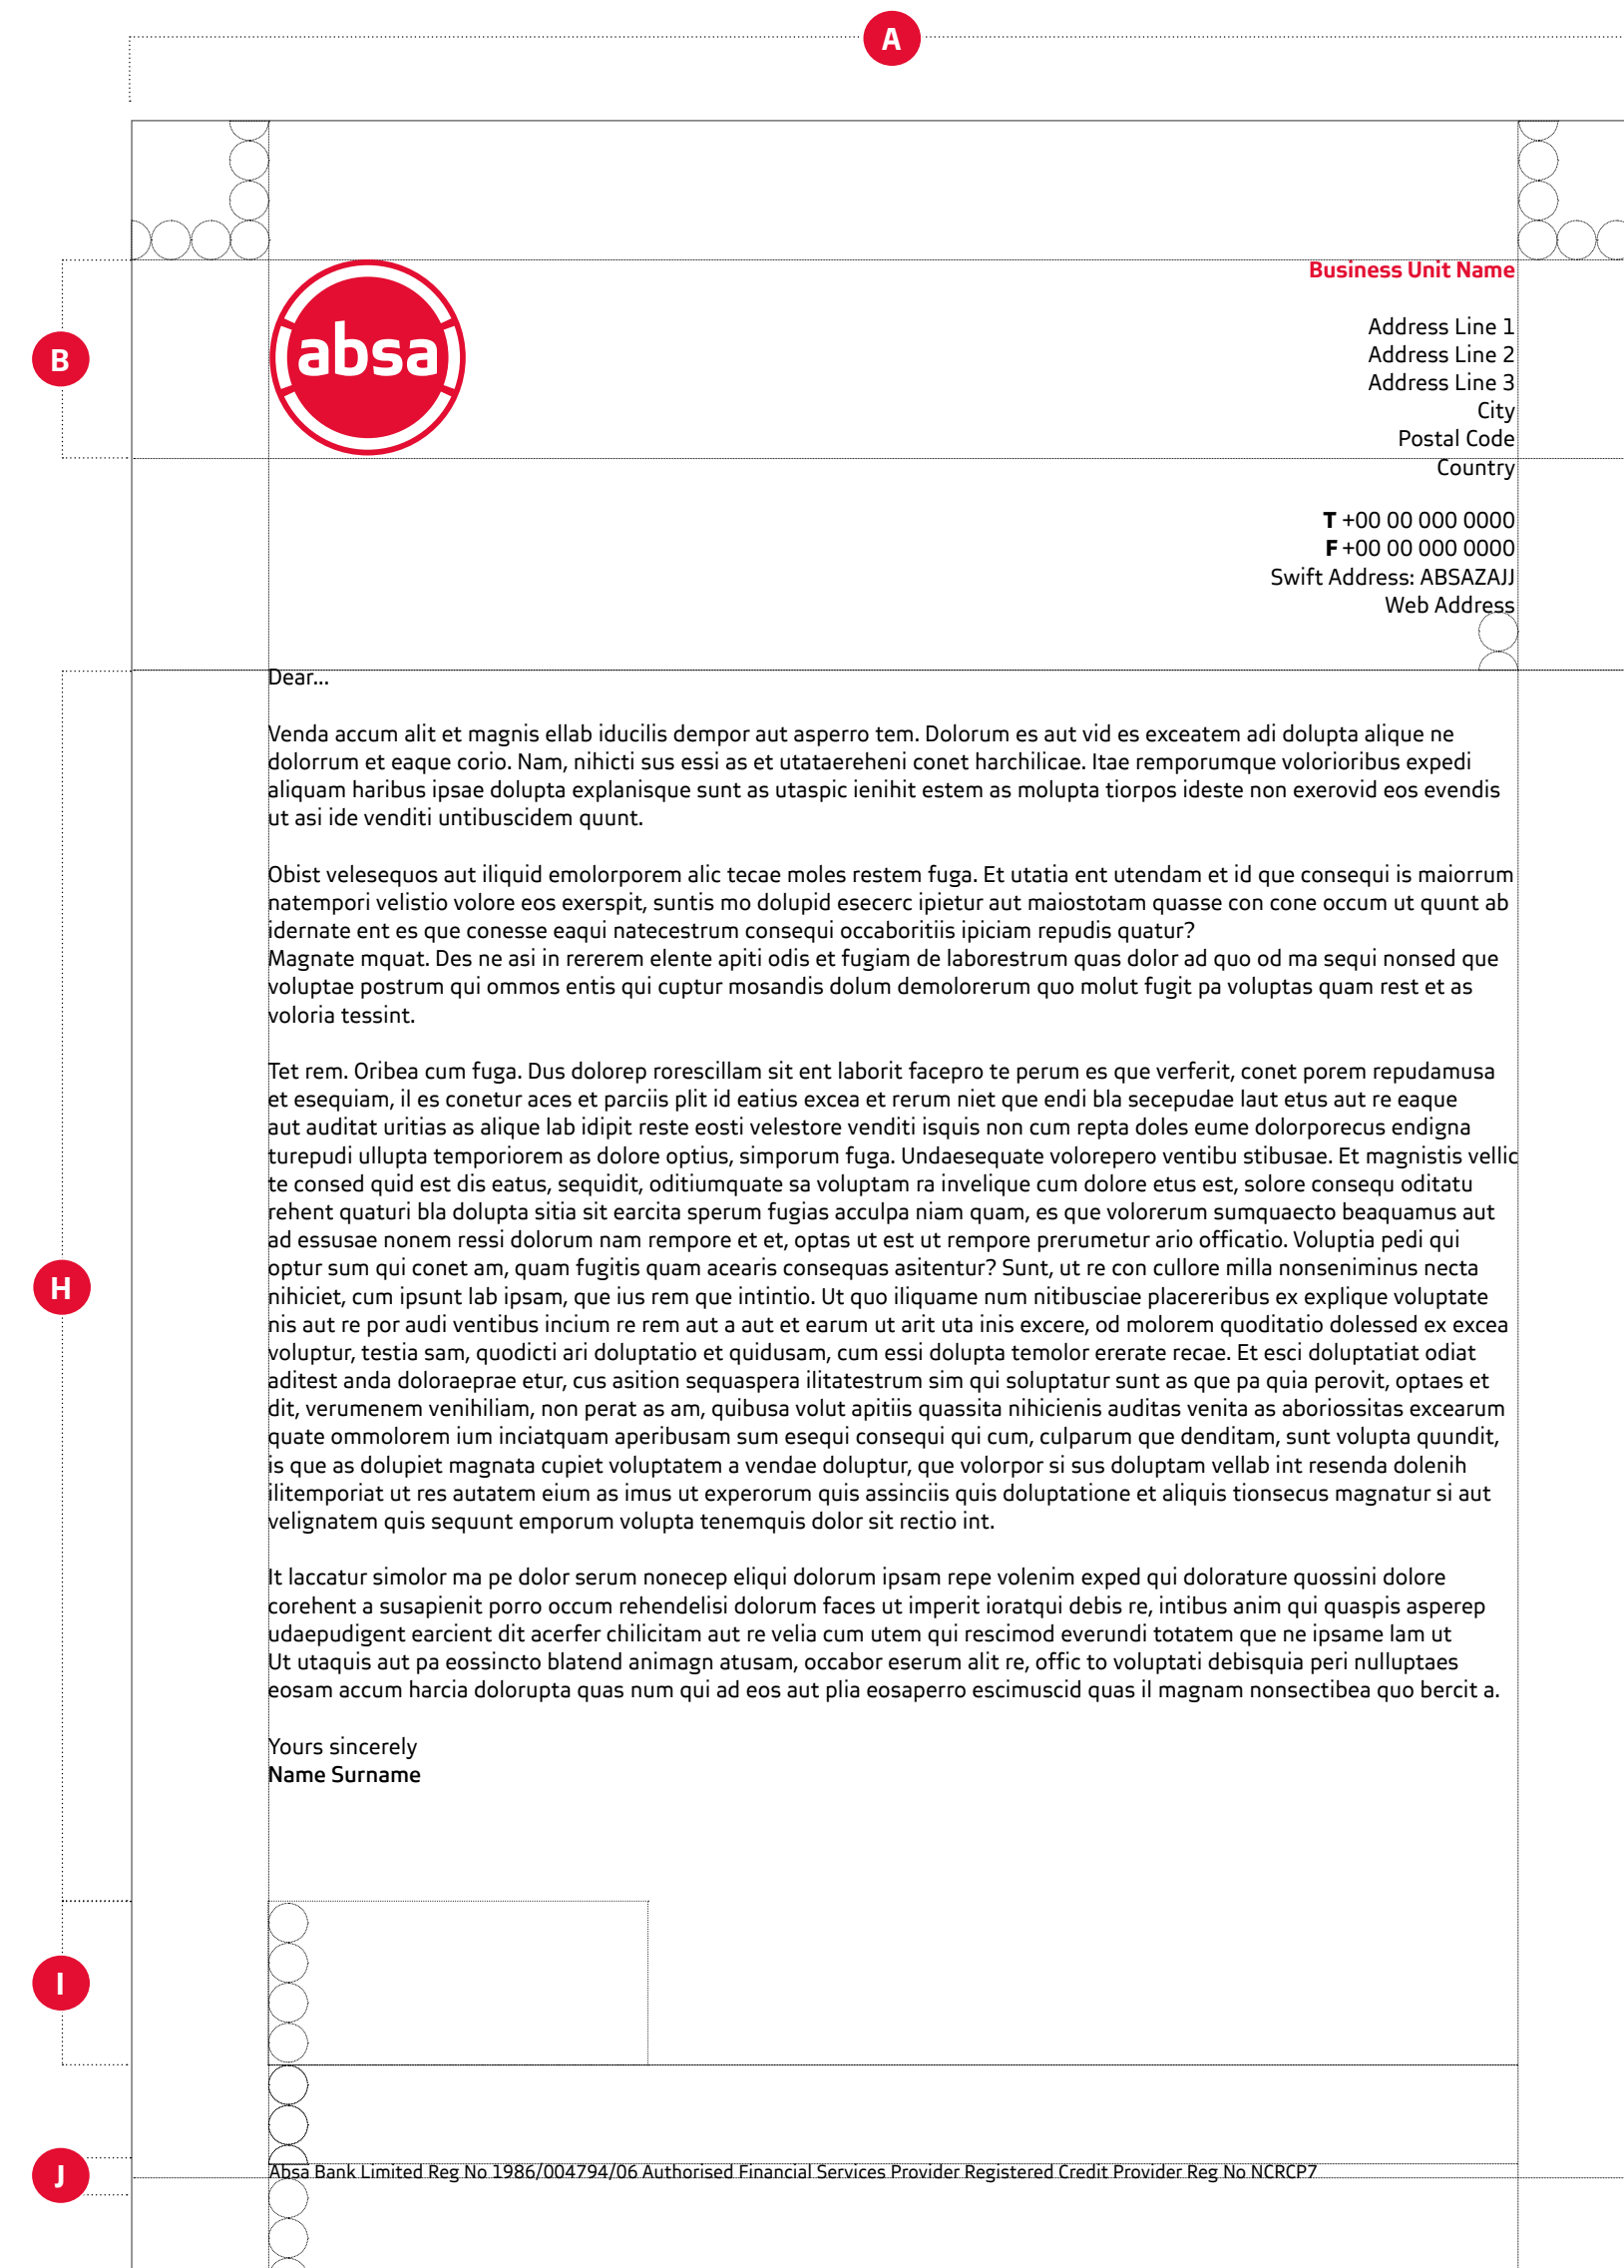 A
B
absa
Business Unit Name
Address Line 1
Address Line 2
Address Line 3
City
Postal Code
Country
T +00 00 000 0000
F +00 00 000 0000
Swift Address: ABSAZAJJ
Web Address
Dear...
Venda accum alit et magnis ellab iducilis dempor aut asperro tem. Dolorum es aut vid es exceatem adi dolupta alique ne
dolorrum et eaque corio. Nam, nihicti sus essi as et utataereheni conet harchilicae. Itae remporumque volorioribus expedi
aliquam haribus ipsae dolupta explanisque sunt as utaspic ienihit estem as molupta tiorpos ideste non exerovid eos evendis
ut asi ide venditi untibuscidem quunt.
Obist velesequos aut iliquid emolorporem alic tecae moles restem fuga. Et utatia ent utendam et id que consequi is maiorrum
natempori velistio volore eos exerspit, suntis mo dolupid esecerc ipietur aut maiostotam quasse con cone occum ut quunt ab
idernate ent es que conesse eaqui natecestrum consequi occaboritiis ipiciam repudis quatur?
Magnate mquat. Des ne asi in rererem elente apiti odis et fugiam de laborestrum quas dolor ad quo od ma sequi nonsed que
voluptae postrum qui ommos entis qui cuptur mosandis dolum demolorerum quo molut fugit pa voluptas quam rest et as
voloria tessint.
Tet rem. Oribea cum fuga. Dus dolorep rorescillam sit ent laborit facepro te perum es que verferit, conet porem repudamusa
et esequiam, il es conetur aces et parciis plit id eatius excea et rerum niet que endi bla secepudae laut etus aut re eaque
aut auditat uritias as alique lab idipit reste eosti velestore venditi isquis non cum repta doles eume dolorporecus endigna
turepudi ullupta temporiorem as dolore optius, simporum fuga. Undaesequate volorepero ventibu stibusae. Et magnistis vellic
te consed quid est dis eatus, sequidit, oditiumquate sa voluptam ra invelique cum dolore etus est, solore consequ oditatu
rehent quaturi bla dolupta sitia sit earcita sperum fugias acculpa niam quam, es que volorerum sumquaecto beaquamus aut
ad essusae nonem ressi dolorum nam rempore et et, optas ut est ut rempore prerumetur ario officatio. Voluptia pedi qui
optur sum qui conet am, quam fugitis quam acearis consequas asitentur? Sunt, ut re con cullore milla nonseniminus necta
H
nihiciet, cum ipsunt lab ipsam, que ius rem que intintio. Ut quo iliquame num nitibusciae placereribus ex explique voluptate
nis aut re por audi ventibus incium re rem aut a aut et earum ut arit uta inis excere, od molorem quoditatio dolessed ex excea
voluptur, testia sam, quodicti ari doluptatio et quidusam, cum essi dolupta temolor ererate recae. Et esci doluptatiat odiat
aditest anda doloraeprae etur, cus asition sequaspera ilitatestrum sim qui soluptatur sunt as que pa quia perovit, optaes et
dit, verumenem venihiliam, non perat as am, quibusa volut apitiis quassita nihicienis auditas venita as aboriossitas excearum
quate ommolorem ium inciatquam aperibusam sum esequi consequi qui cum, culparum que denditam, sunt volupta quundit,
is que as dolupiet magnata cupiet voluptatem a vendae doluptur, que volorpor si sus doluptam vellab int resenda dolenih
ilitemporiat ut res autatem eium as imus ut experorum quis assinciis quis doluptatione et aliquis tionsecus magnatur si aut
velignatem quis sequunt emporum volupta tenemquis dolor sit rectio int.
It laccatur simolor ma pe dolor serum nonecep eliqui dolorum ipsam repe volenim exped qui dolorature quossini dolore
corehent a susapienit porro occum rehendelisi dolorum faces ut imperit ioratqui debis re, intibus anim qui quaspis asperep
udaepudigent earcient dit acerfer chilicitam aut re velia cum utem qui rescimod everundi totatem que ne ipsame lam ut
Ut utaquis aut pa eossincto blatend animagn atusam, occabor eserum alit re, offic to voluptati debisquia peri nulluptaes
eosam accum harcia dolorupta quas num qui ad eos aut plia eosaperro escimuscid quas il magnam nonsectibea quo bercit a.
Yours sincerely
Name Surname
I
J
Absa Bank Limited Reg No 1986/004794/06 Authorised Financial Services Provider Registered Credit Provider Reg No NCRCP7